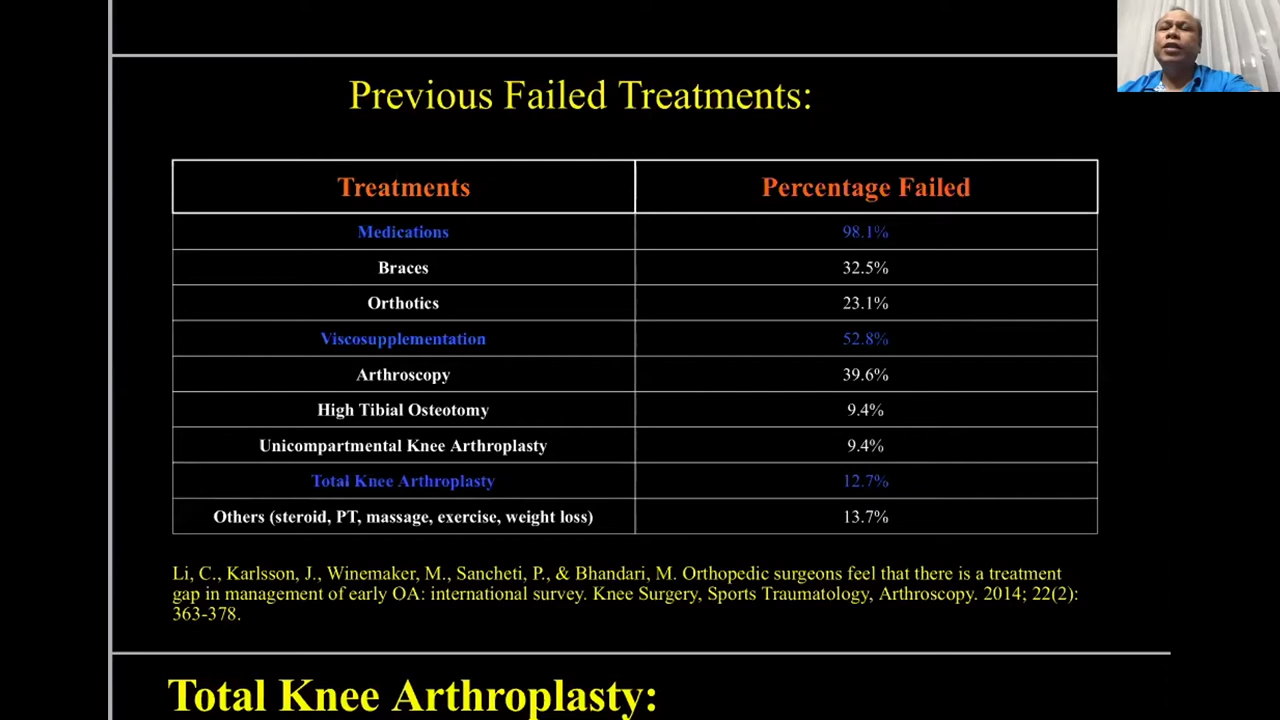 Previous Failed Treatments:
Treatments Percentage Failed
Medications 98.1%
Braces 32.5%
Orthotics 23.1%
Viscosupplementation 52.8%
Arthroscopy 39.6%
High Tibial Osteotomy 9.4%
Unicompartmental Knee Arthroplasty 9.4%
Total Knee Arthroplasty 12.7%
Others (steroid, PT, massage, exercise, weight loss) 13.7%
Li, C., Karlsson, J., Winemaker, M., Sancheti, P., & Bhandari, M. Orthopedic surgeons feel that there is a treatment
gap in management of early OA: international survey. Knee Surgery, Sports Traumatology, Arthroscopy. 2014; 22(2):
363-378.
Total Knee Arthroplasty: